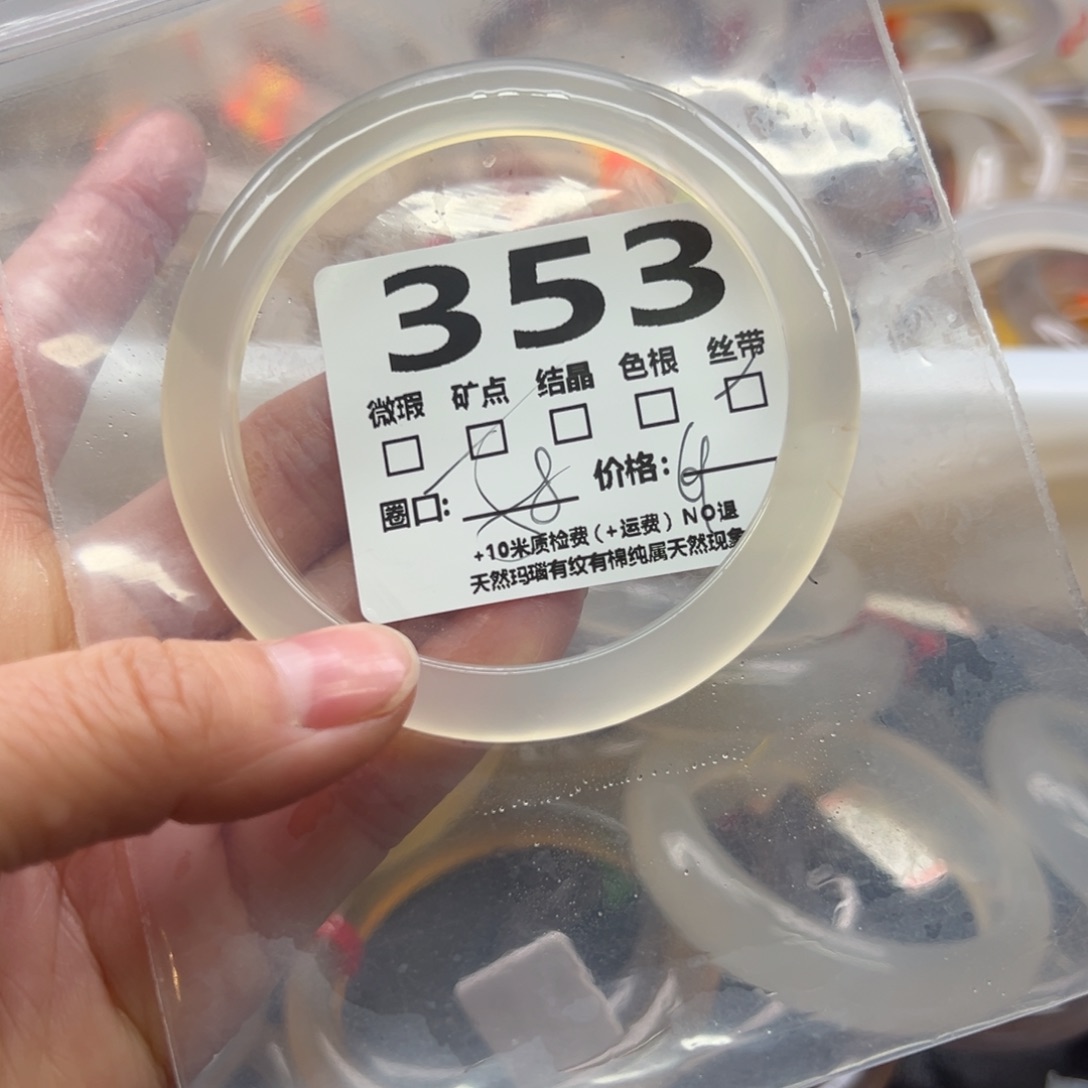 353
微瑕 矿点 结晶 色根 丝带
圈口: 价格:
+10米质检费（+运费）NO退
天然玛瑙有纹有棉纯属天然现象